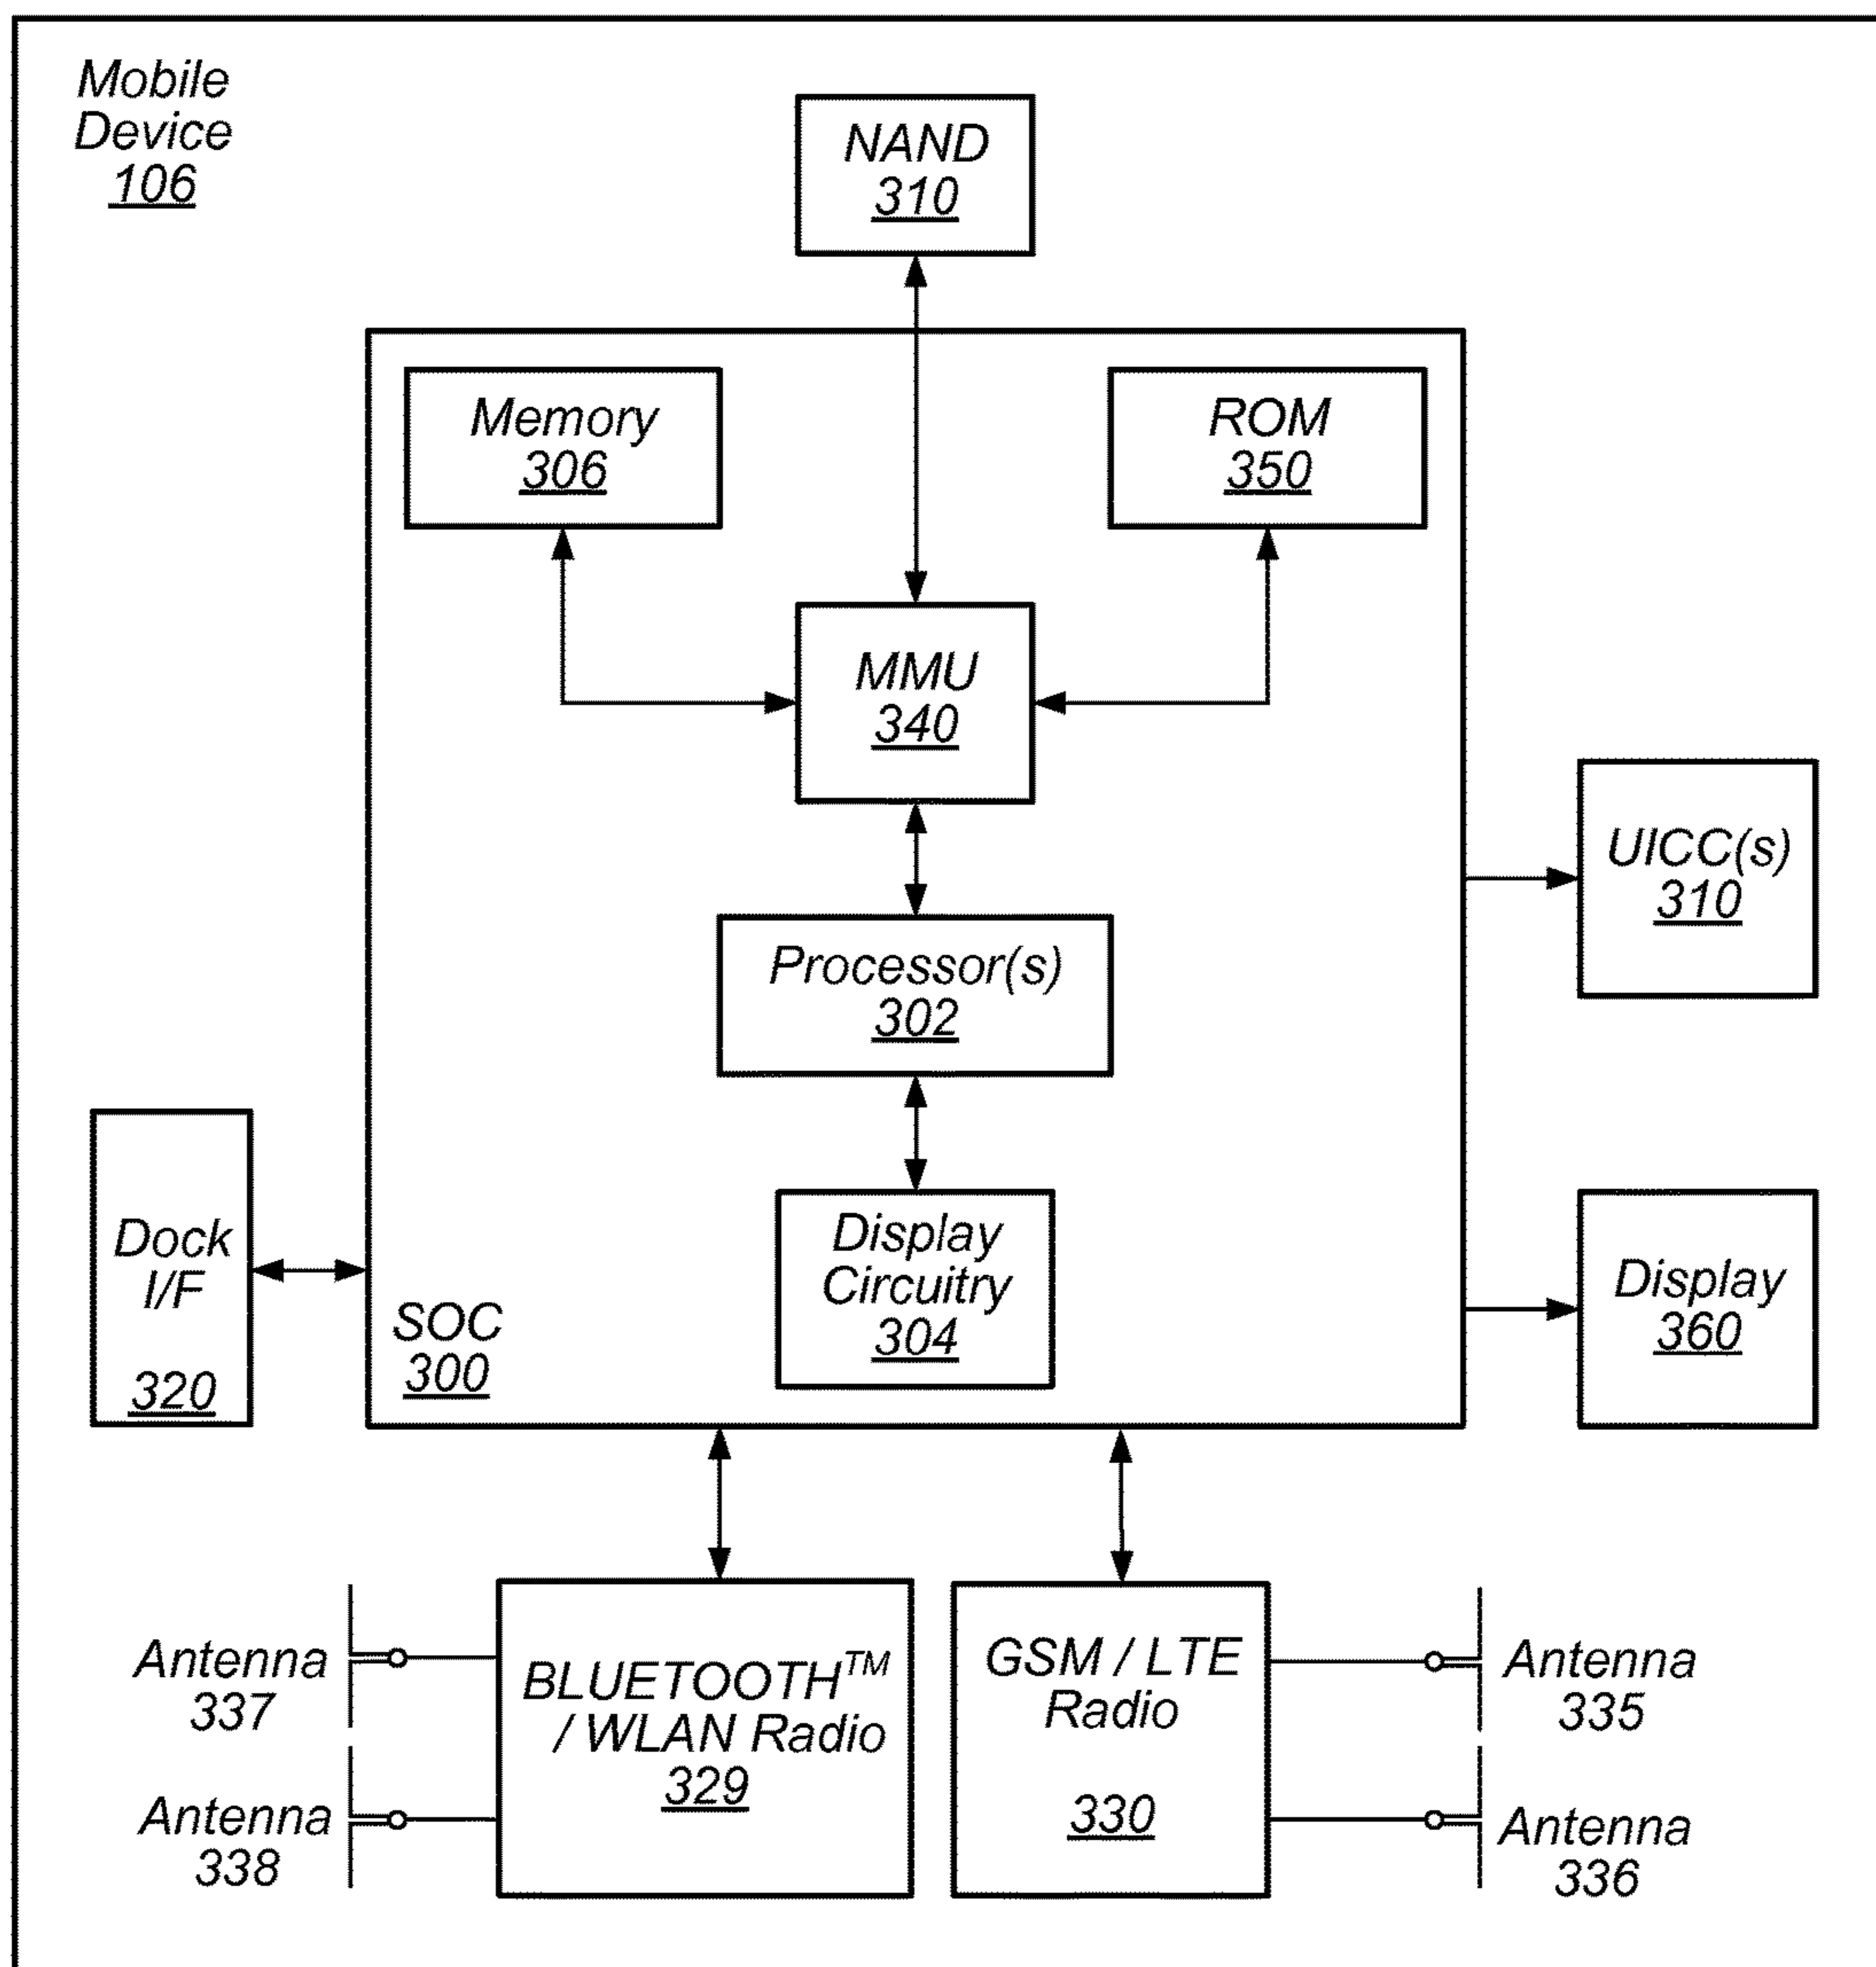 Mobile
Device
106
NAND
310
Memory
306
ROM
350
MMU
340
UICC(s)
310
Processor(s)
302
Dock
I/F
320
Display
Circuitry
304
SOC
300
Display
360
Antenna
337
Antenna
338
BLUETOOTH™
/ WLAN Radio
329
GSM / LTE
Radio
330
Antenna
335
Antenna
336